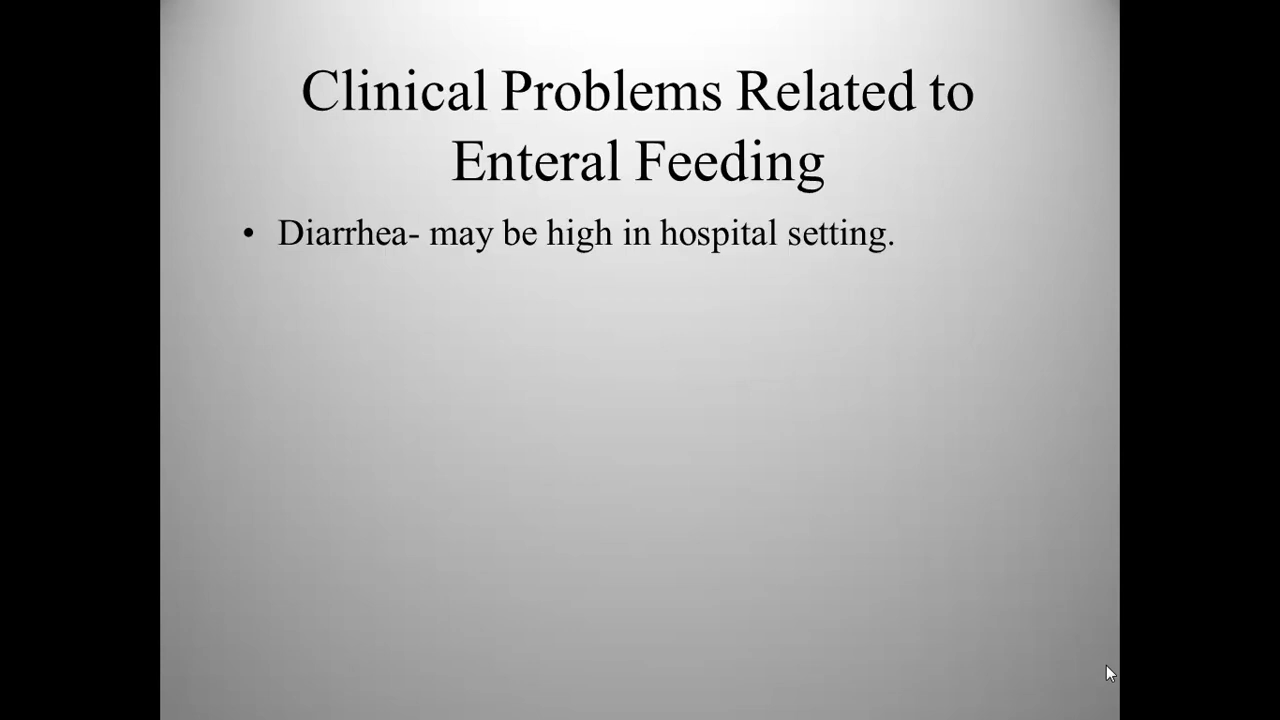 Clinical Problems Related to
Enteral Feeding
• Diarrhea- may be high in hospital setting.